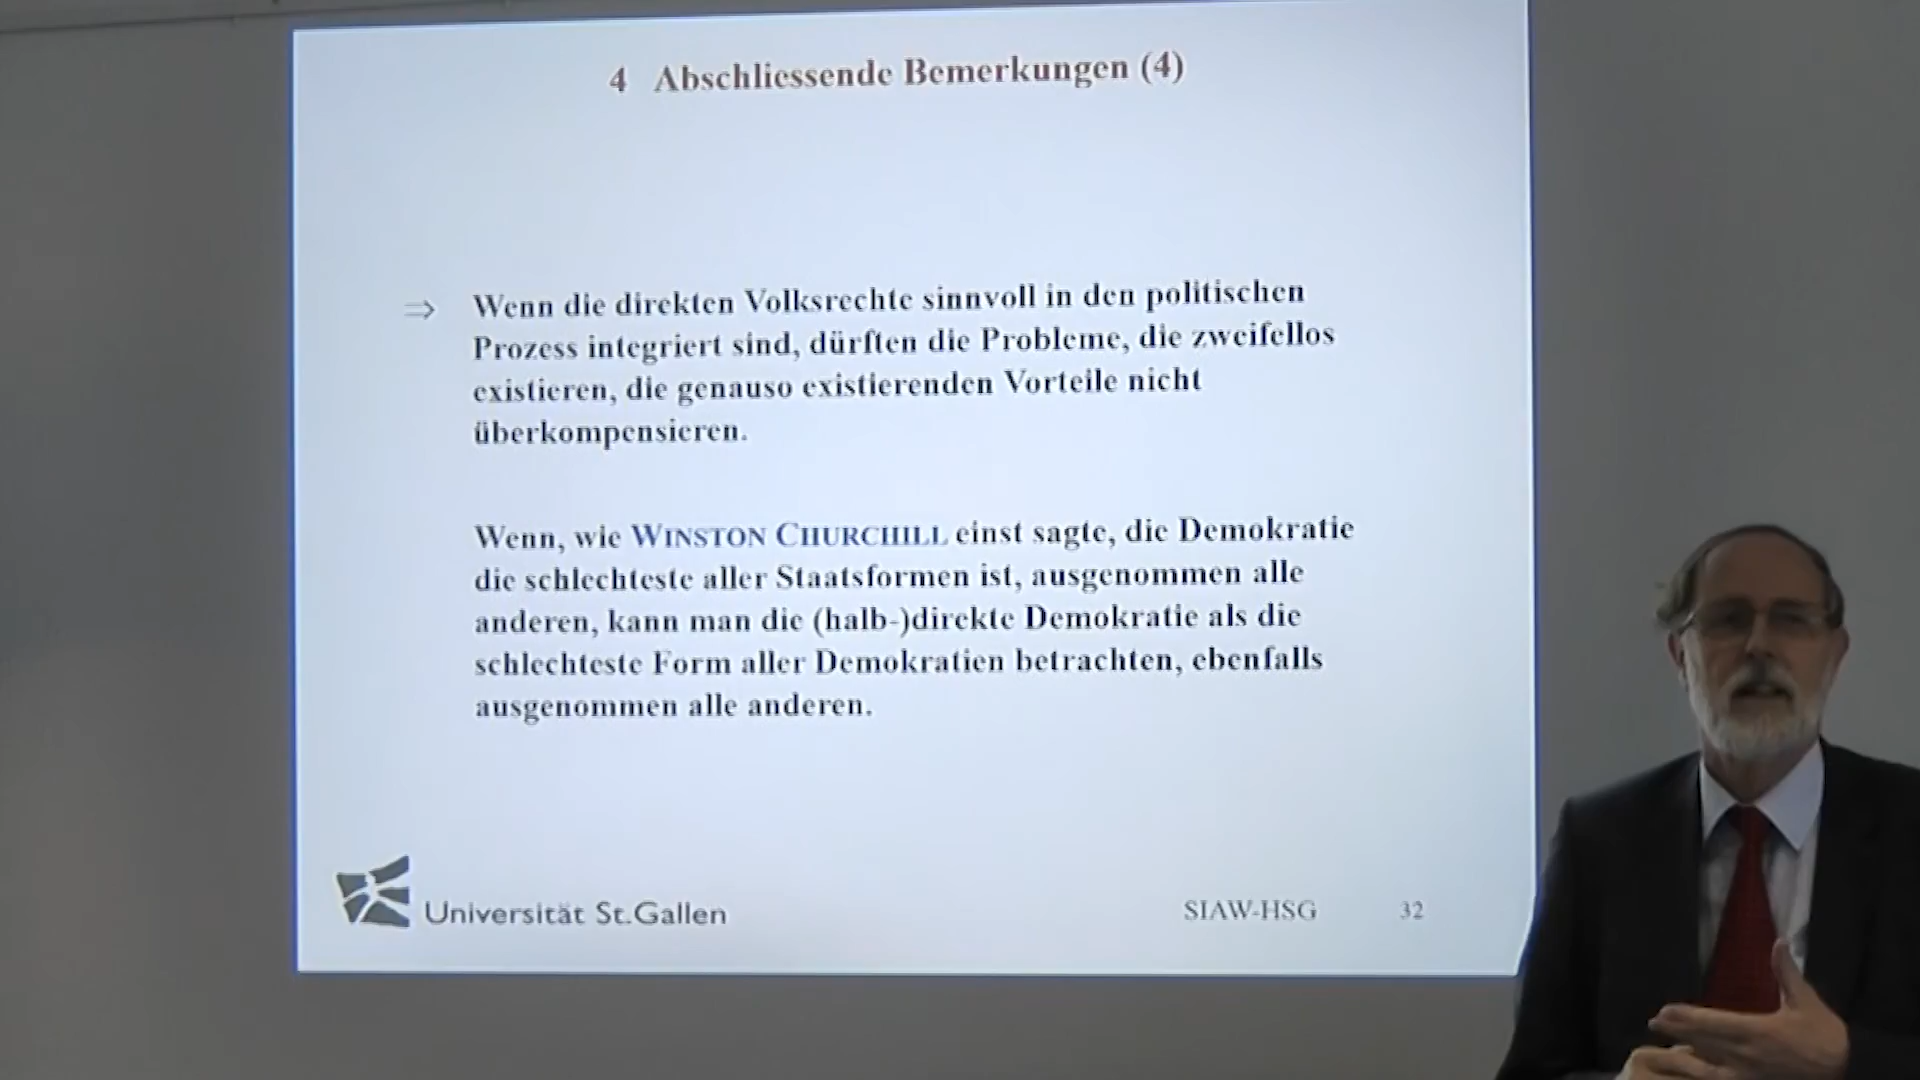 4 Abschliessende Bemerkungen (4)
⇒ Wenn die direkten Volksrechte sinnvoll in den politischen
Prozess integriert sind, dürften die Probleme, die zweifellos
existieren, die genauso existierenden Vorteile nicht
überkompensieren.
Wenn, wie WINSTON CHURCHILL einst sagte, die Demokratie
die schlechteste aller Staatsformen ist, ausgenommen alle
anderen, kann man die (halb-)direkte Demokratie als die
schlechteste Form aller Demokratien betrachten, ebenfalls
ausgenommen alle anderen.
Universität St.Gallen
SIAW-HSG 32